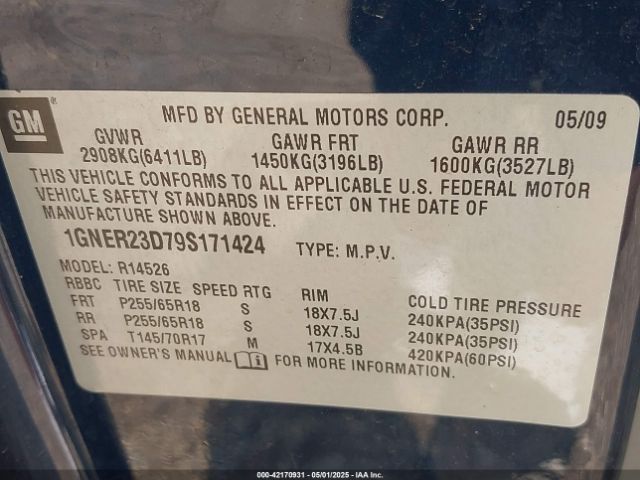 GM ®
MFD BY GENERAL MOTORS CORP. 05/09
GVWR GAWR FRT GAWR RR
2908KG(6411LB) 1450KG(3196LB) 1600KG(3527LB)
THIS VEHICLE CONFORMS TO ALL APPLICABLE U.S. FEDERAL MOTOR
VEHICLE SAFETY STANDARDS IN EFFECT ON THE DATE OF
MANUFACTURE SHOWN ABOVE.
1GNER23D79S171424 TYPE: M.P.V.
MODEL: R14526
RBBC TIRE SIZE SPEED RTG RIM COLD TIRE PRESSURE
FRT P255/65R18 S 18X7.5J 240KPA(35PSI)
RR P255/65R18 S 18X7.5J 240KPA(35PSI)
SPA T145/70R17 M 17X4.5B 420KPA(60PSI)
SEE OWNER'S MANUAL FOR MORE INFORMATION.
000-42170931 - 05/01/2025 - IAA Inc.